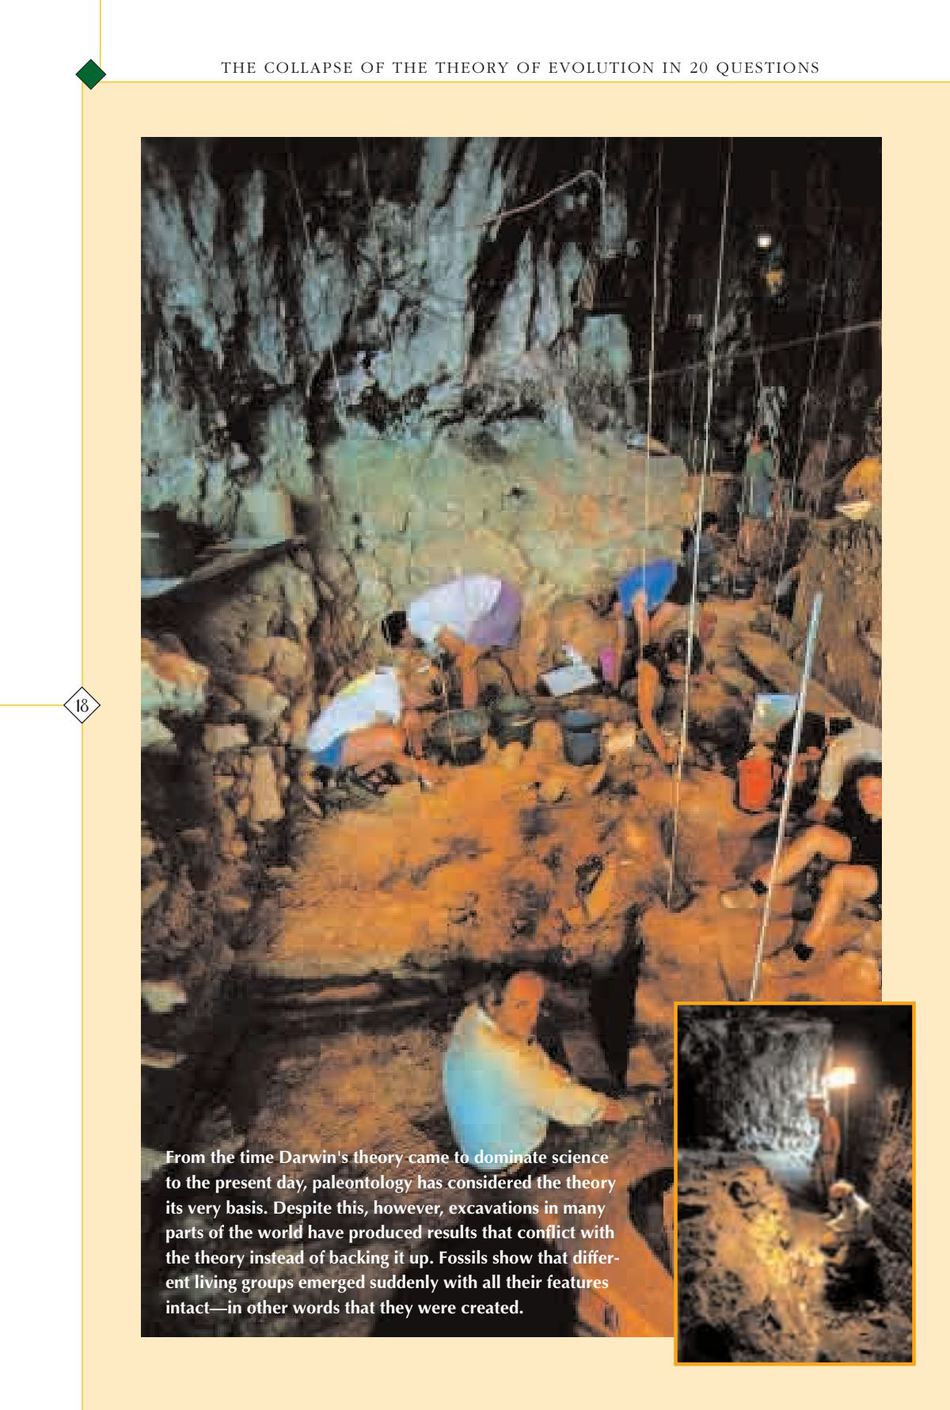 THE COLLAPSE OF THE THEORY OF EVOLUTION IN 20 QUESTIONS
18
From the time Darwin's theory came to dominate science
to the present day, paleontology has considered the theory
its very basis. Despite this, however, excavations in many
parts of the world have produced results that conflict with
the theory instead of backing it up. Fossils show that differ-
ent living groups emerged suddenly with all their features
intact—in other words that they were created.